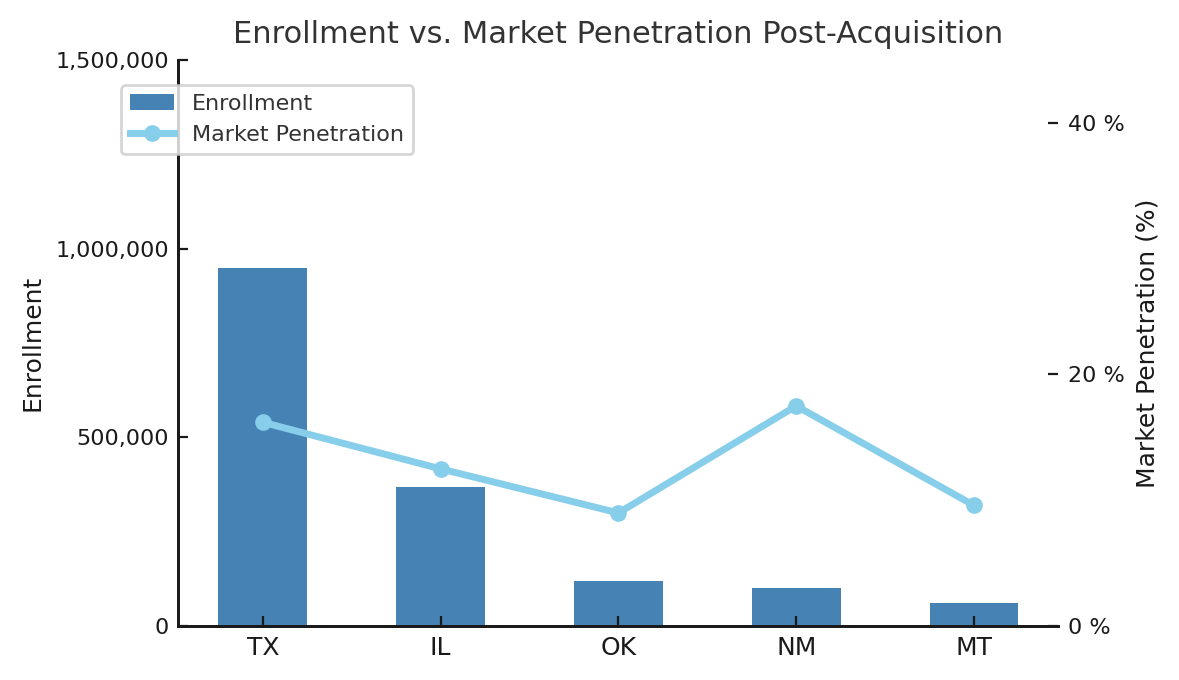 Enrollment vs. Market Penetration Post-Acquisition
1,500,000
1,000,000
500,000
0
Enrollment
Enrollment
Market Penetration
40 %
20 %
0 %
Market Penetration (%)
TX
IL
OK
NM
MT